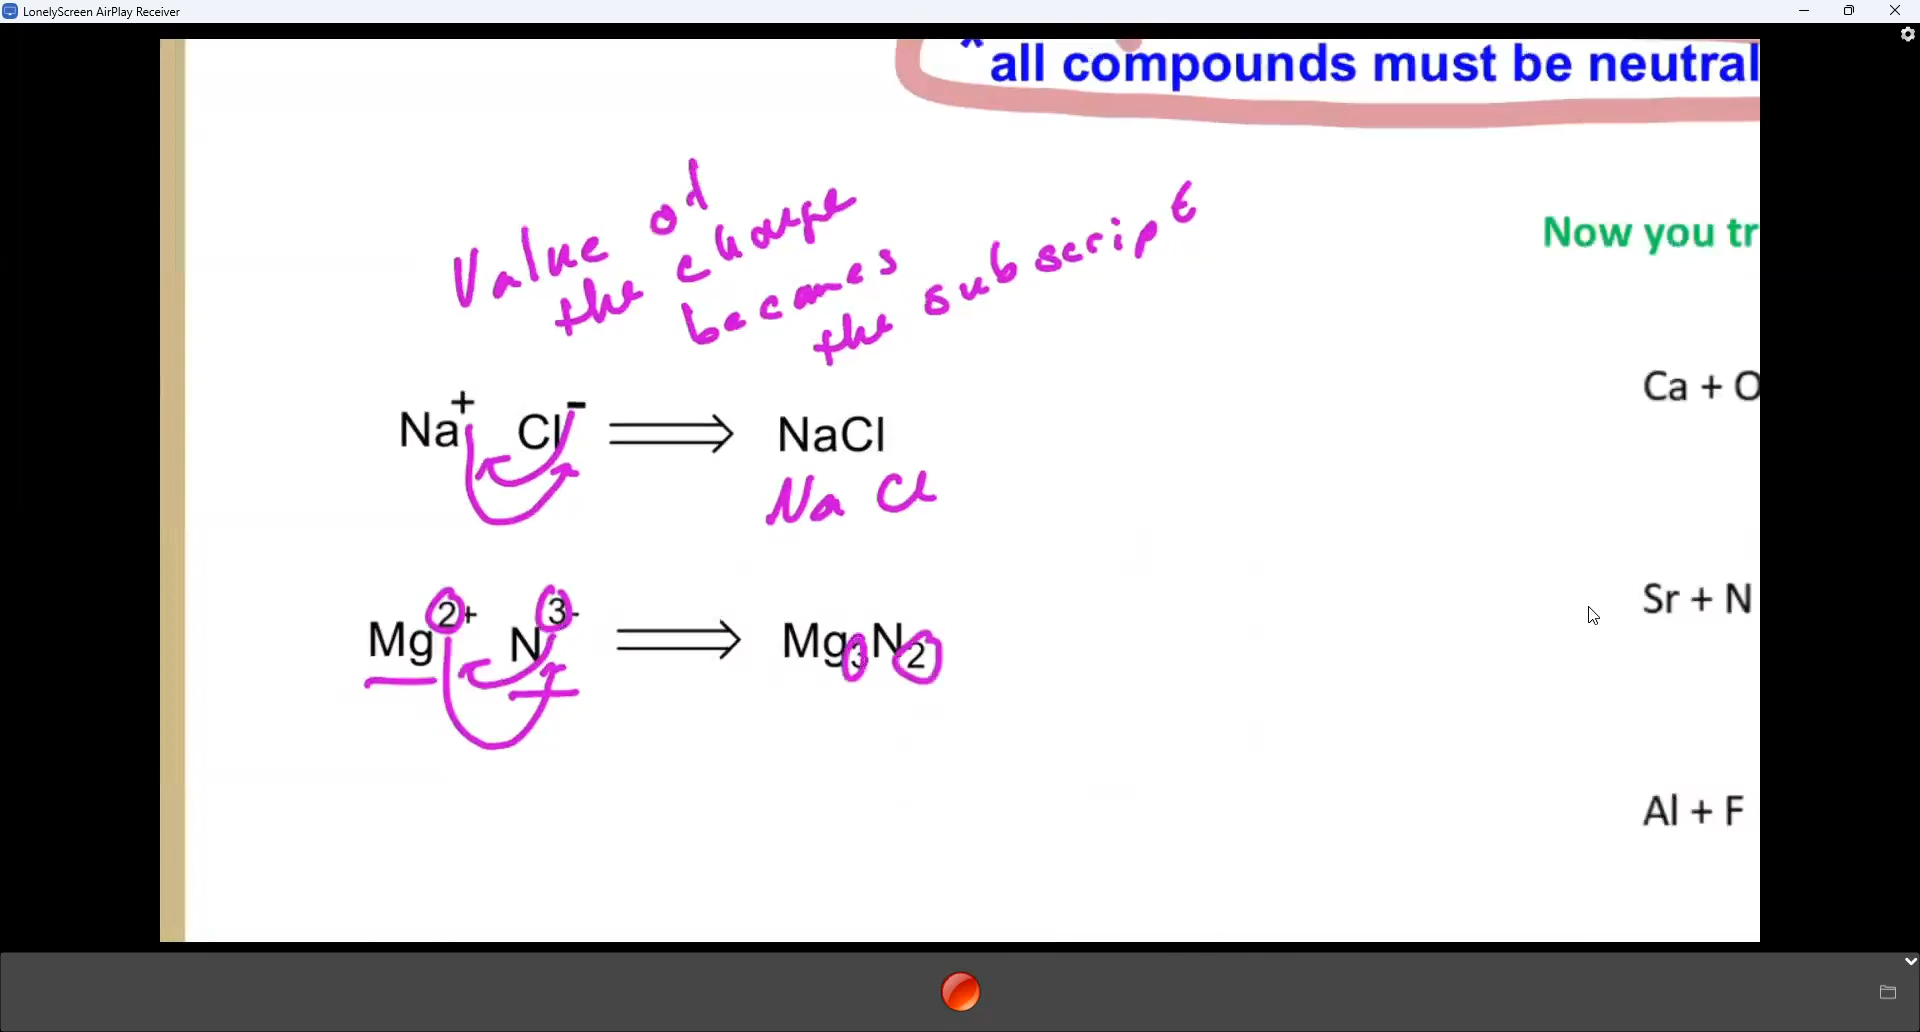 LonelyScreen AirPlay Receiver
*all compounds must be neutral
Value of
the charge
becomes
the subscript
Now you tr
Na+ Cl- NaCl
Na Cl
Ca + O
Mg2+ N3- Mg3N2
Sr + N
Al + F